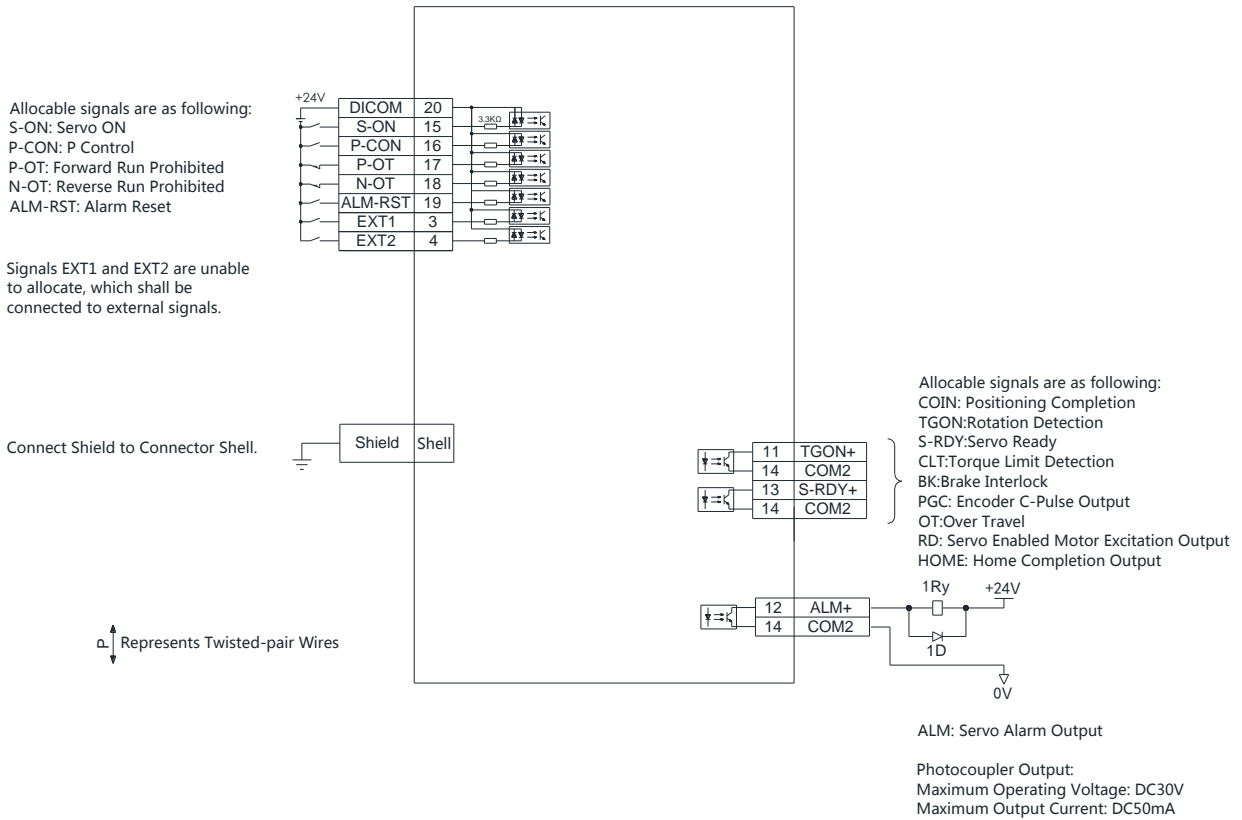 Allocable signals are as following:
S-ON: Servo ON
P-CON: P Control
P-OT: Forward Run Prohibited
N-OT: Reverse Run Prohibited
ALM-RST: Alarm Reset
Signals EXT1 and EXT2 are unable
to allocate, which shall be
connected to external signals.
+24V
DICOM 20
S-ON 15
P-CON 16
P-OT 17
N-OT 18
ALM-RST 19
EXT1 3
EXT2 4
3.3KΩ
Connect Shield to Connector Shell.
Shield Shell
P Represents Twisted-pair Wires
11 TGON+
14 COM2
13 S-RDY+
14 COM2
Allocable signals are as following:
COIN: Positioning Completion
TGON:Rotation Detection
S-RDY:Servo Ready
CLT:Torque Limit Detection
BK:Brake Interlock
PGC: Encoder C-Pulse Output
OT:Over Travel
RD: Servo Enabled Motor Excitation Output
HOME: Home Completion Output
12 ALM+
14 COM2
1Ry
+24V
1D
0V
ALM: Servo Alarm Output
Photocoupler Output:
Maximum Operating Voltage: DC30V
Maximum Output Current: DC50mA